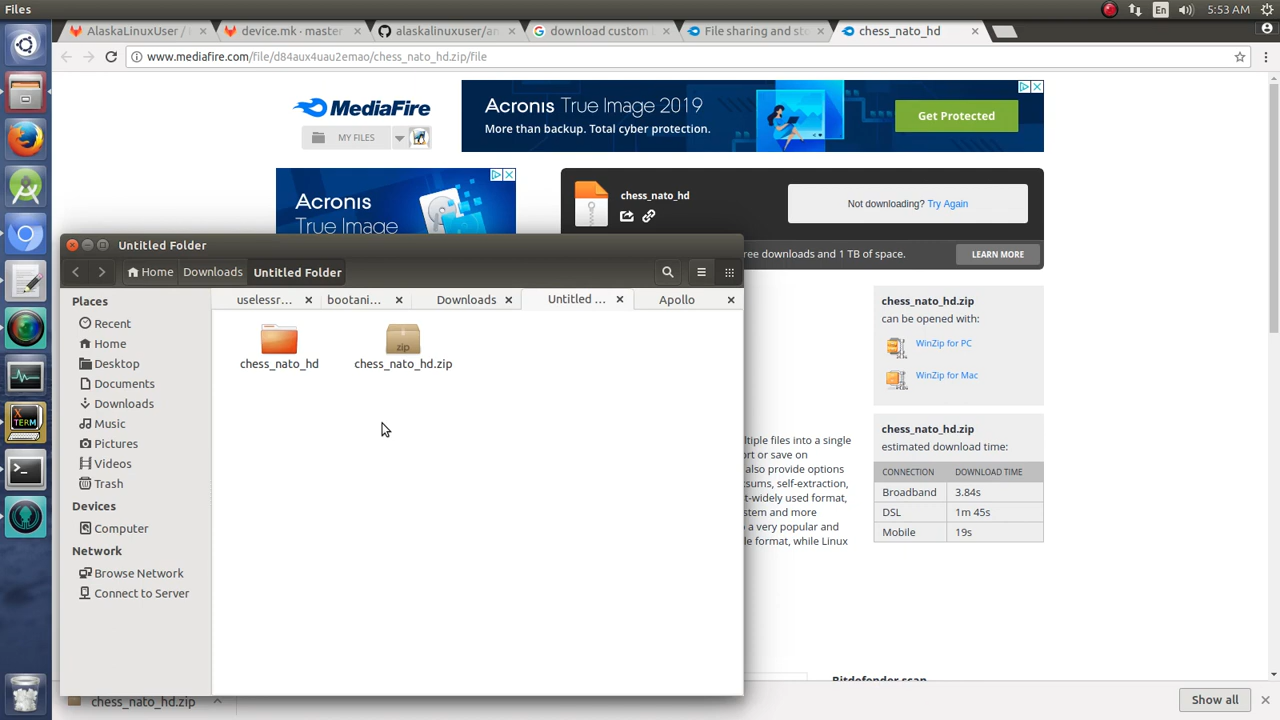 Files
En
5:53 AM
AlaskaLinuxUser / 
device.mk - master
alaskalinuxuser/an
download custom
File sharing and sto
chess_nato_hd
www.mediafire.com/file/d84aux4uau2emao/chess_nato_hd.zip/file
MediaFire
MY FILES
Acronis True Image 2019
More than backup. Total cyber protection.
Get Protected
Acronis
True Image
chess_nato_hd
Not downloading? Try Again
ree downloads and 1 TB of space.
LEARN MORE
Untitled Folder
Home
Downloads
Untitled Folder
uselessr...
bootani...
Downloads
Untitled ...
Apollo
Places
Recent
Home
Desktop
Documents
Downloads
Music
Pictures
Videos
Trash
Devices
Computer
Network
Browse Network
Connect to Server
chess_nato_hd
zip
chess_nato_hd.zip
X
TERM
chess_nato_hd.zip
can be opened with:
WinZip for PC
WinZip for Mac
chess_nato_hd.zip
estimated download time:
CONNECTION DOWNLOAD TIME
Broadband 3.84s
DSL 1m 45s
Mobile 19s
ltiple files into a single
ort or save on
also provide options
ksums, self-extraction,
t-widely used format,
stem and more
o a very popular and
le format, while Linux
Bitdefender scan
chess_nato_hd.zip
Show all